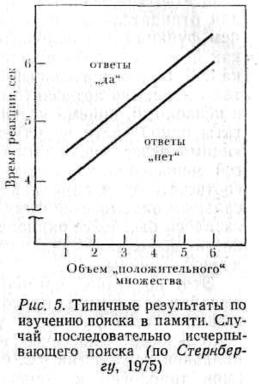 Время реакции, сек
6
5
4
ответы
„да“
ответы
„нет“
1 2 3 4 5 6
Объем „положительного“
множества
Рис. 5. Типичные результаты по
изучению поиска в памяти. Слу-
чай последовательно исчерпы-
вающего поиска (по Стернбер-
гу, 1975)